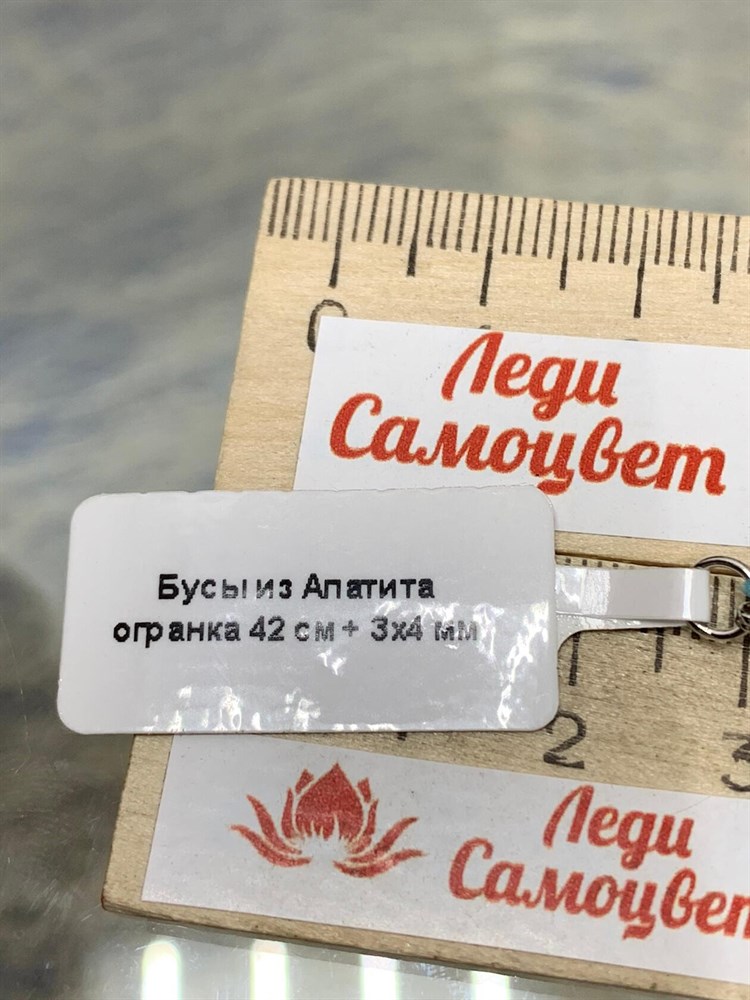 0
Леди
Самоцвет
Бусы из Апатита
огранка 42 см + 3х4 мм
2
3
Леди
Самоцвет